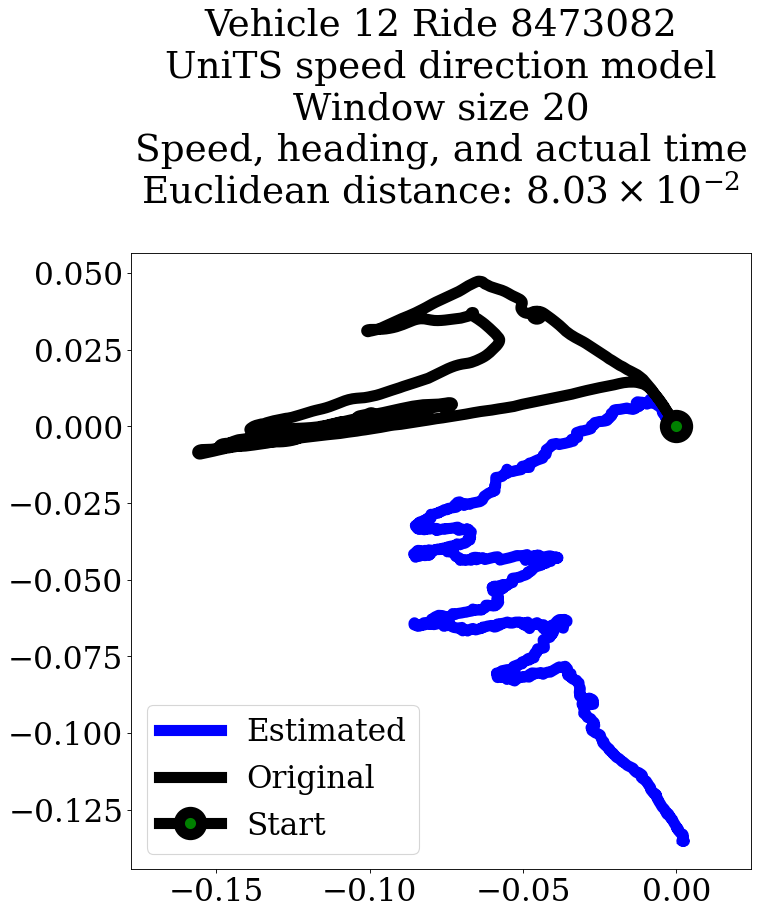 Vehicle 12 Ride 8473082
UniTS speed direction model
Window size 20
Speed, heading, and actual time
Euclidean distance: 8.03 × 10⁻²
0.050
0.025
0.000
−0.025
−0.050
−0.075
−0.100
−0.125
Estimated
Original
Start
−0.15 −0.10 −0.05 0.00